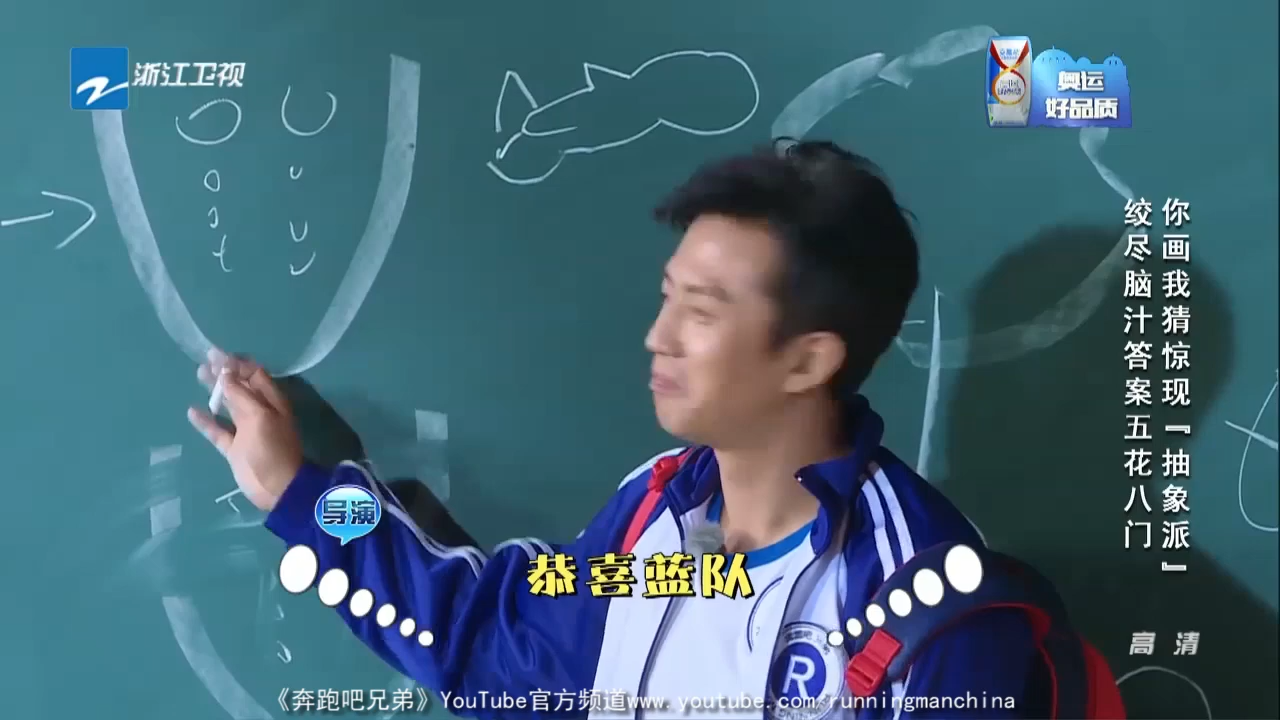 浙江卫视
奥运
好品质
你画我猜惊现『抽象派』
绞尽脑汁答案五花八门
导演
恭喜蓝队
R
高清
《奔跑吧兄弟》YouTube官方频道www.youtube.com/runningmanchina